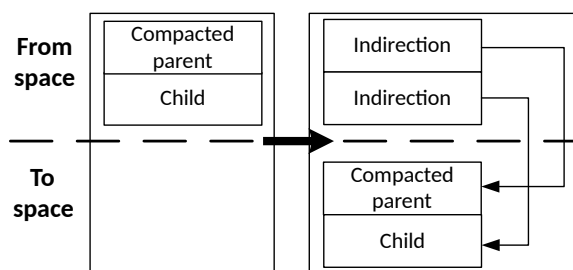 From
space
Compacted
parent
Child
Indirection
Indirection
To
space
Compacted
parent
Child